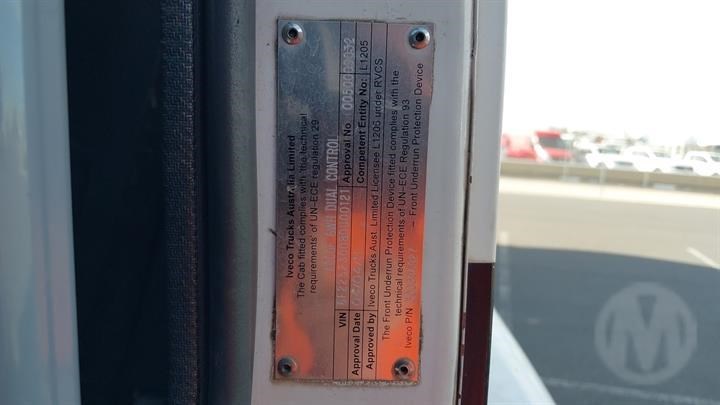 Iveco Trucks Australia Limited
The Cab fitted complies with the technical
requirements of UN-ECE regulation 29
DUAL CONTROL
VIN
Approval Date Approval No
Approved by Competent Entity No: L1205
Iveco Trucks Aust. Limited Licensee L1206 under RVCS
The Front Underrun Protection Device fitted complies with the
technical requirements of UN-ECE Regulation 93
Iveco P/N - Front Underrun Protection Device
M